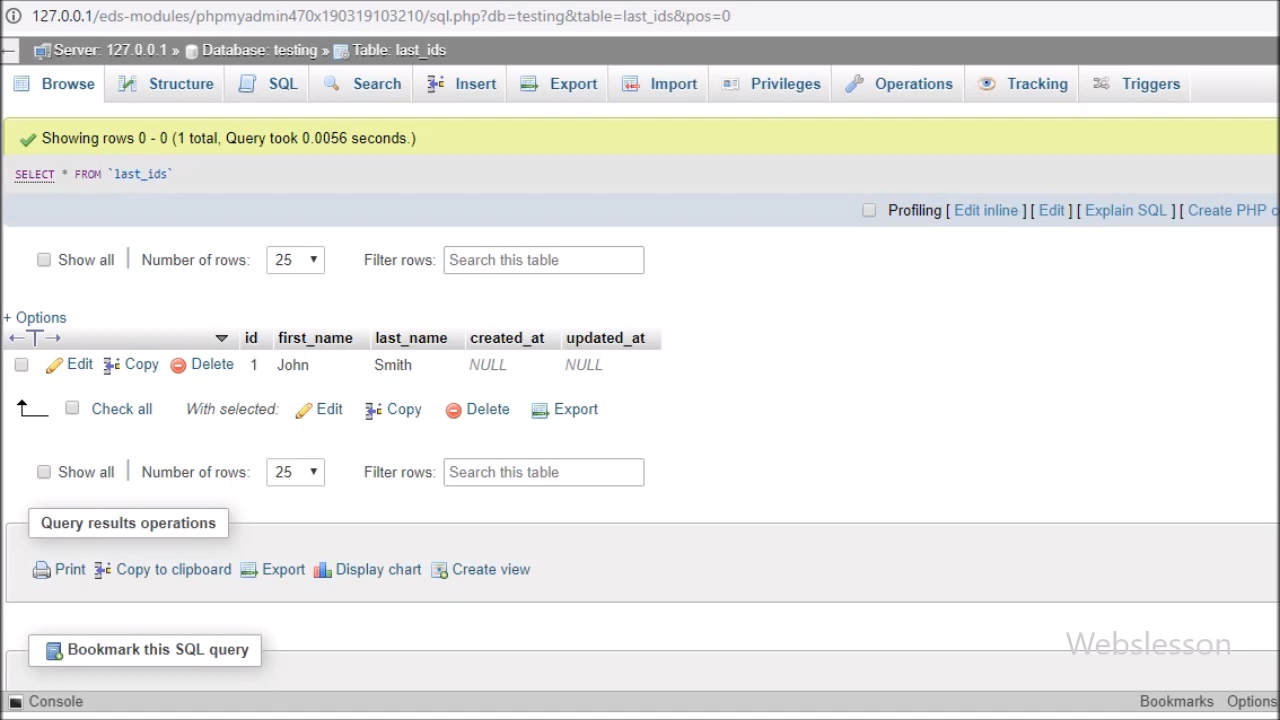 127.0.0.1/eds-modules/phpmyadmin470x190319103210/sql.php?db=testing&table=last_ids&pos=0
Server: 127.0.0.1 » Database: testing » Table: last_ids
Browse Structure SQL Search Insert Export Import Privileges Operations Tracking Triggers
Showing rows 0 - 0 (1 total, Query took 0.0056 seconds.)
SELECT * FROM `last_ids`
Profiling [ Edit inline ] [ Edit ] [ Explain SQL ] [ Create PHP c
Show all Number of rows: 25 Filter rows: Search this table
+ Options
id first_name last_name created_at updated_at
Edit Copy Delete 1 John Smith NULL NULL
Check all With selected: Edit Copy Delete Export
Show all Number of rows: 25 Filter rows: Search this table
Query results operations
Print Copy to clipboard Export Display chart Create view
Bookmark this SQL query
Webslesson
Console Bookmarks Options